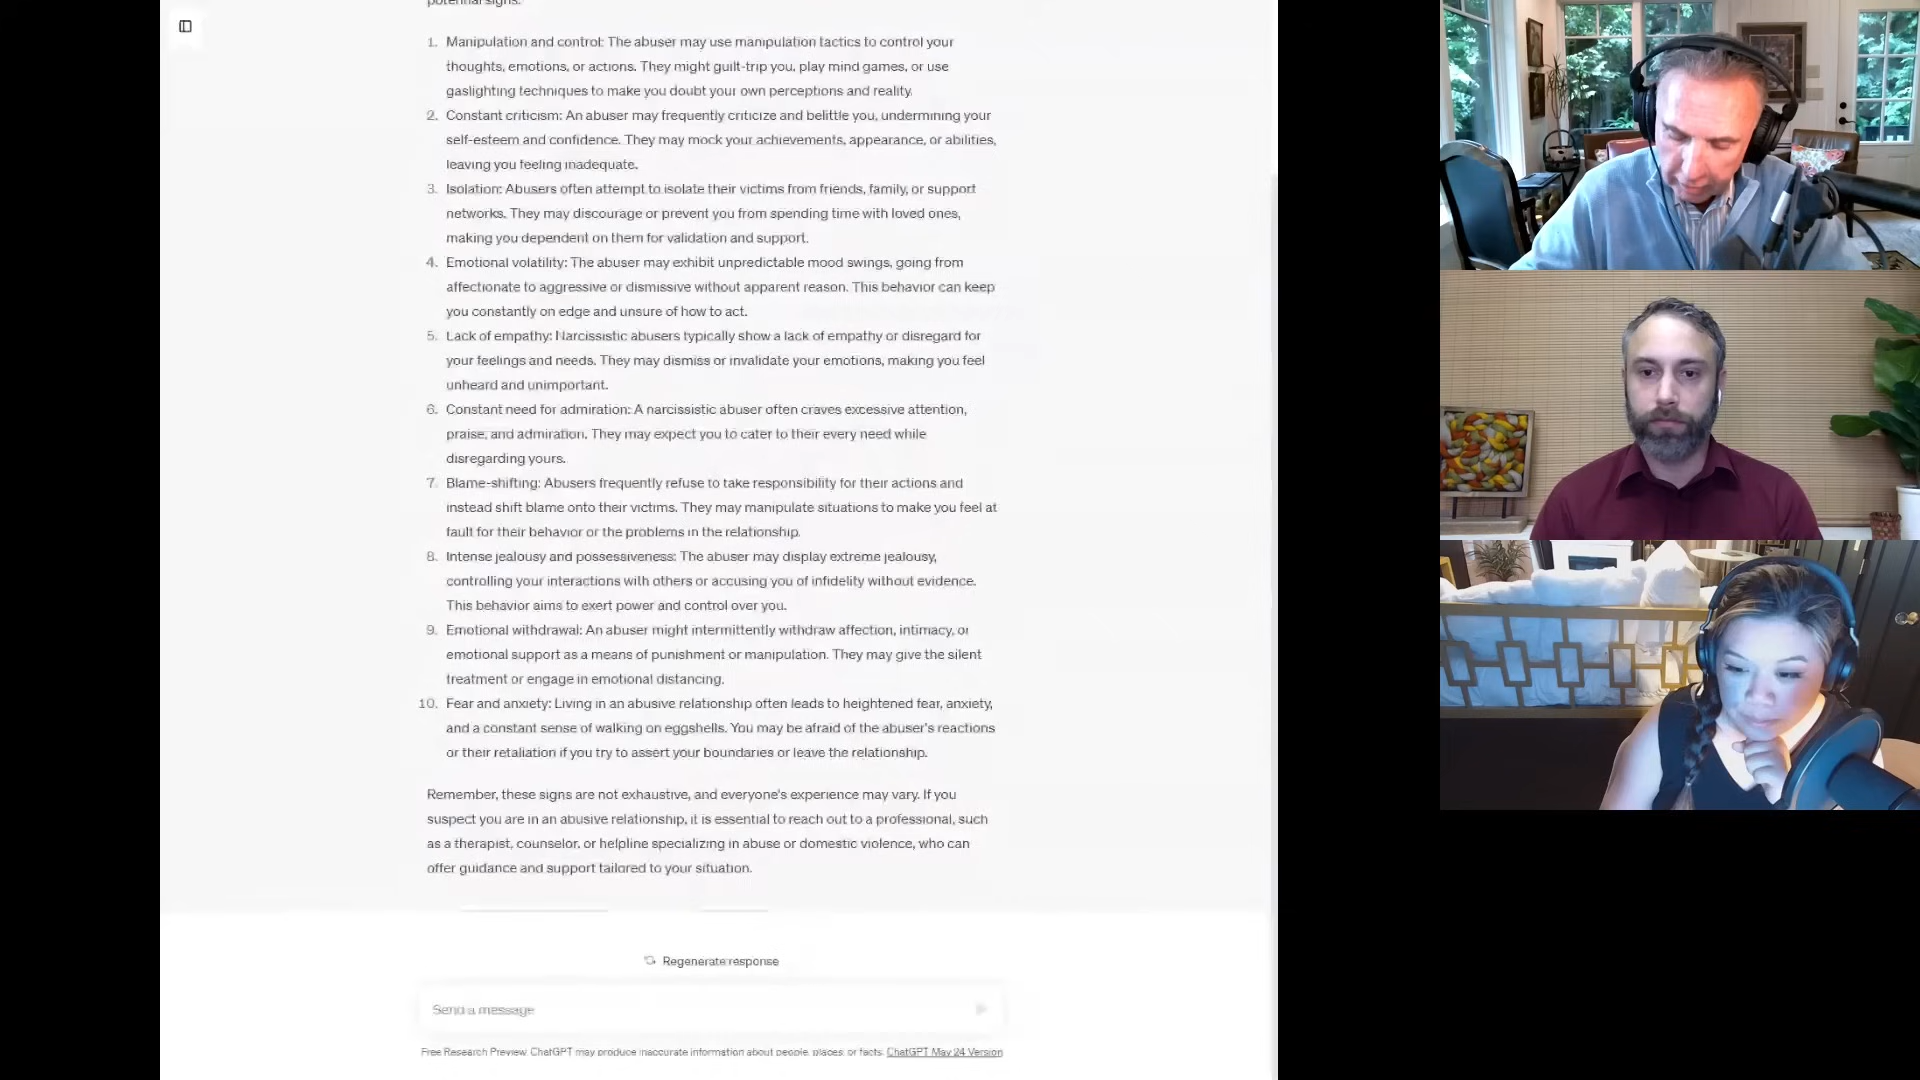 potential signs.
1. Manipulation and control: The abuser may use manipulation tactics to control your
thoughts, emotions, or actions. They might guilt-trip you, play mind games, or use
gaslighting techniques to make you doubt your own perceptions and reality.
2. Constant criticism: An abuser may frequently criticize and belittle you, undermining your
self-esteem and confidence. They may mock your achievements, appearance, or abilities,
leaving you feeling inadequate.
3. Isolation: Abusers often attempt to isolate their victims from friends, family, or support
networks. They may discourage or prevent you from spending time with loved ones,
making you dependent on them for validation and support.
4. Emotional volatility: The abuser may exhibit unpredictable mood swings, going from
affectionate to aggressive or dismissive without apparent reason. This behavior can keep
you constantly on edge and unsure of how to act.
5. Lack of empathy: Narcissistic abusers typically show a lack of empathy or disregard for
your feelings and needs. They may dismiss or invalidate your emotions, making you feel
unheard and unimportant.
6. Constant need for admiration: A narcissistic abuser often craves excessive attention,
praise, and admiration. They may expect you to cater to their every need while
disregarding yours.
7. Blame-shifting: Abusers frequently refuse to take responsibility for their actions and
instead shift blame onto their victims. They may manipulate situations to make you feel at
fault for their behavior or the problems in the relationship.
8. Intense jealousy and possessiveness: The abuser may display extreme jealousy,
controlling your interactions with others or accusing you of infidelity without evidence.
This behavior aims to exert power and control over you.
9. Emotional withdrawal: An abuser might intermittently withdraw affection, intimacy, or
emotional support as a means of punishment or manipulation. They may give the silent
treatment or engage in emotional distancing.
10. Fear and anxiety: Living in an abusive relationship often leads to heightened fear, anxiety,
and a constant sense of walking on eggshells. You may be afraid of the abuser's reactions
or their retaliation if you try to assert your boundaries or leave the relationship.
Remember, these signs are not exhaustive, and everyone's experience may vary. If you
suspect you are in an abusive relationship, it is essential to reach out to a professional, such
as a therapist, counselor, or helpline specializing in abuse or domestic violence, who can
offer guidance and support tailored to your situation.
Regenerate response
Send a message
Free Research Preview. ChatGPT may produce inaccurate information about people, places, or facts. ChatGPT May 24 Version